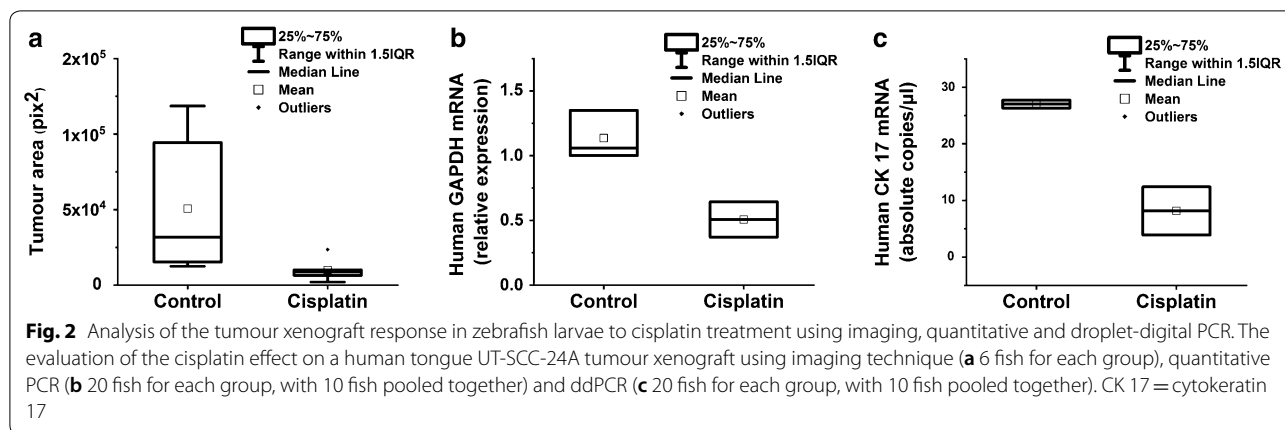 a
25%~75%
Range within 1.5IQR
Median Line
Mean
Outliers
2x10⁵
1x10⁵
5x10⁴
0
Tumour area (pix²)
Control
Cisplatin
b
25%~75%
Range within 1.5IQR
Median Line
Mean
Outliers
1.5
1.0
0.5
0.0
Human GAPDH mRNA
(relative expression)
Control
Cisplatin
c
25%~75%
Range within 1.5IQR
Median Line
Mean
Outliers
30
20
10
0
Human CK 17 mRNA
(absolute copies/µl)
Control
Cisplatin
Fig. 2 Analysis of the tumour xenograft response in zebrafish larvae to cisplatin treatment using imaging, quantitative and droplet-digital PCR. The
evaluation of the cisplatin effect on a human tongue UT-SCC-24A tumour xenograft using imaging technique (a 6 fish for each group), quantitative
PCR (b 20 fish for each group, with 10 fish pooled together) and ddPCR (c 20 fish for each group, with 10 fish pooled together). CK 17 = cytokeratin
17